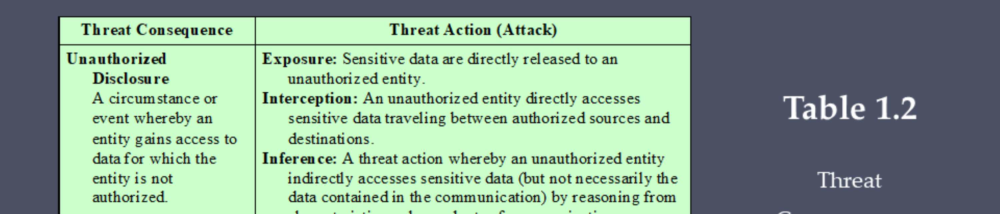 Threat Consequence
Threat Action (Attack)
Unauthorized
Disclosure
A circumstance or
event whereby an
entity gains access to
data for which the
entity is not
authorized.
Exposure: Sensitive data are directly released to an
unauthorized entity.
Interception: An unauthorized entity directly accesses
sensitive data traveling between authorized sources and
destinations.
Inference: A threat action whereby an unauthorized entity
indirectly accesses sensitive data (but not necessarily the
data contained in the communication) by reasoning from
Table 1.2
Threat